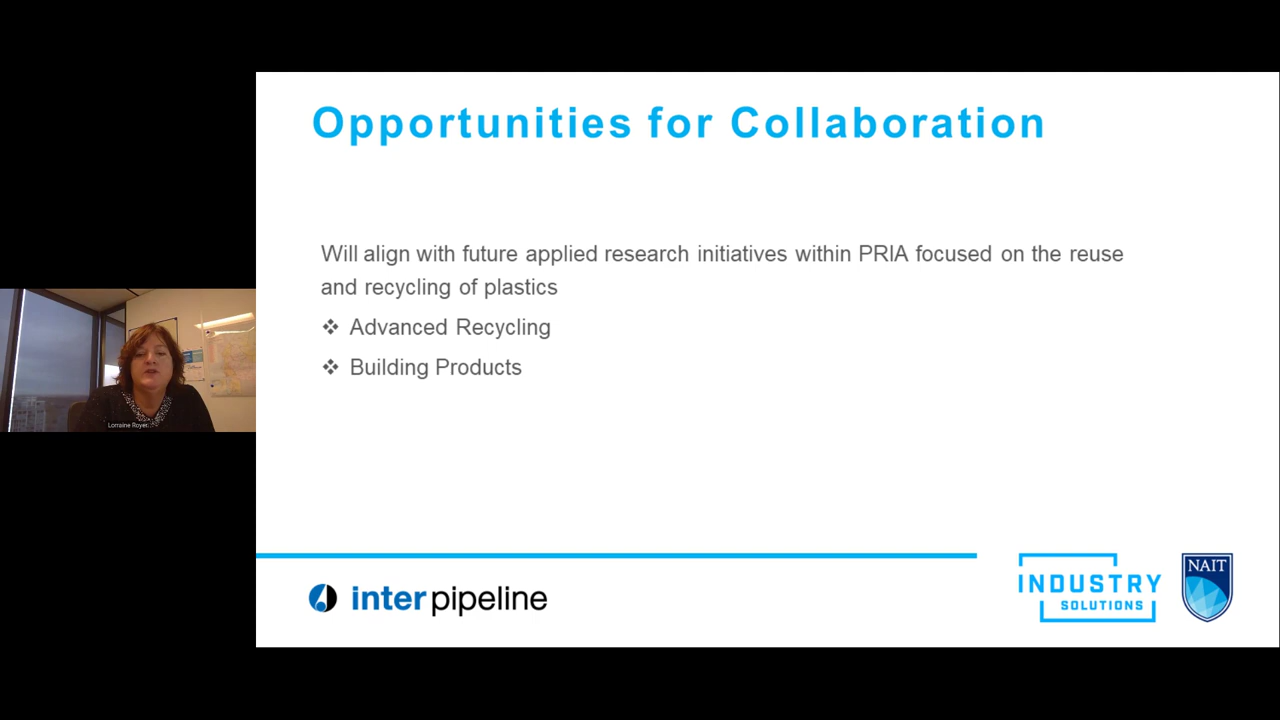 Opportunities for Collaboration
Will align with future applied research initiatives within PRIA focused on the reuse
and recycling of plastics
❖ Advanced Recycling
❖ Building Products
Lorraine Royer
inter pipeline
INDUSTRY
SOLUTIONS
NAIT